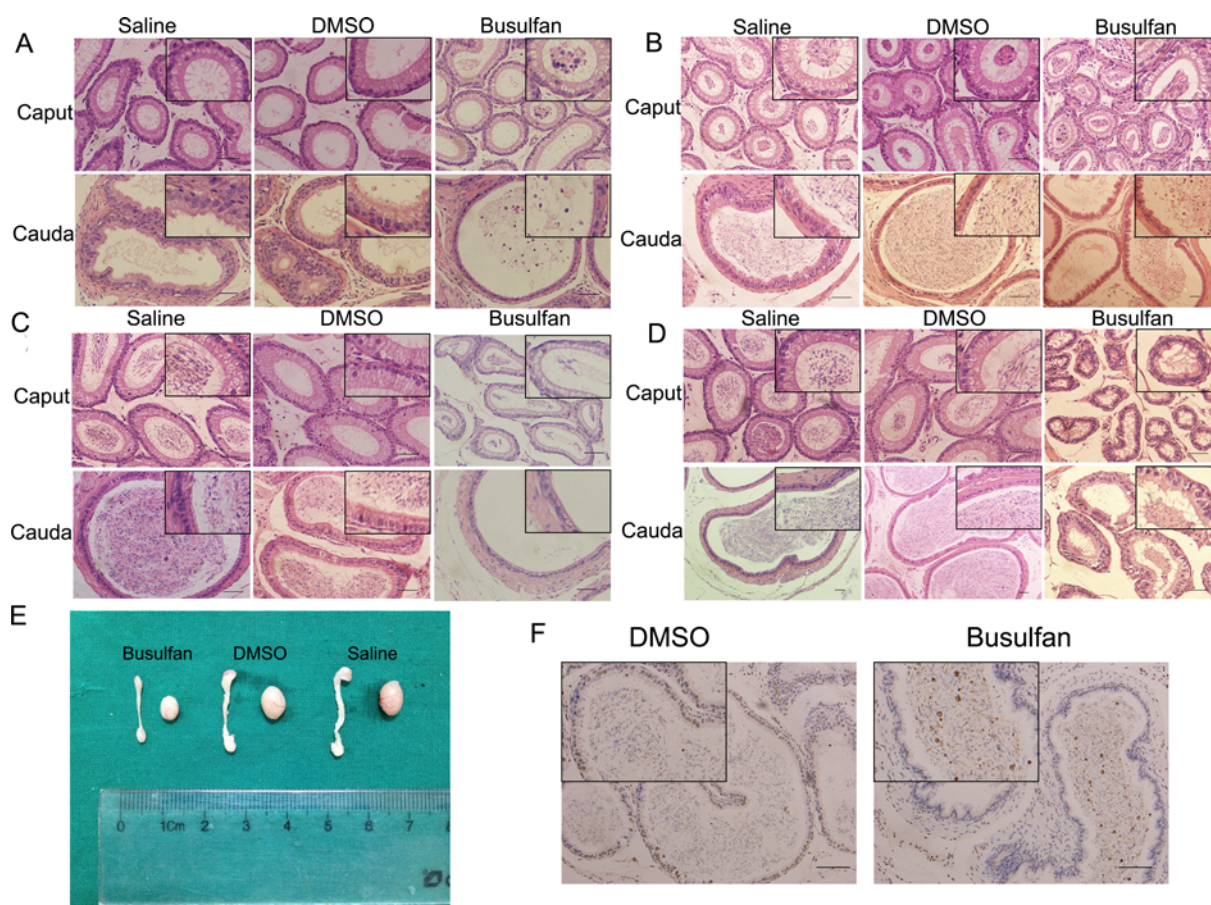 A
Saline DMSO Busulfan
Caput
Cauda
B
Saline DMSO Busulfan
Caput
Cauda
C
Saline DMSO Busulfan
Caput
Cauda
D
Saline DMSO Busulfan
Caput
Cauda
E
Busulfan DMSO Saline
0 1Cm 2 3 4 5 6 7 8
F
DMSO Busulfan